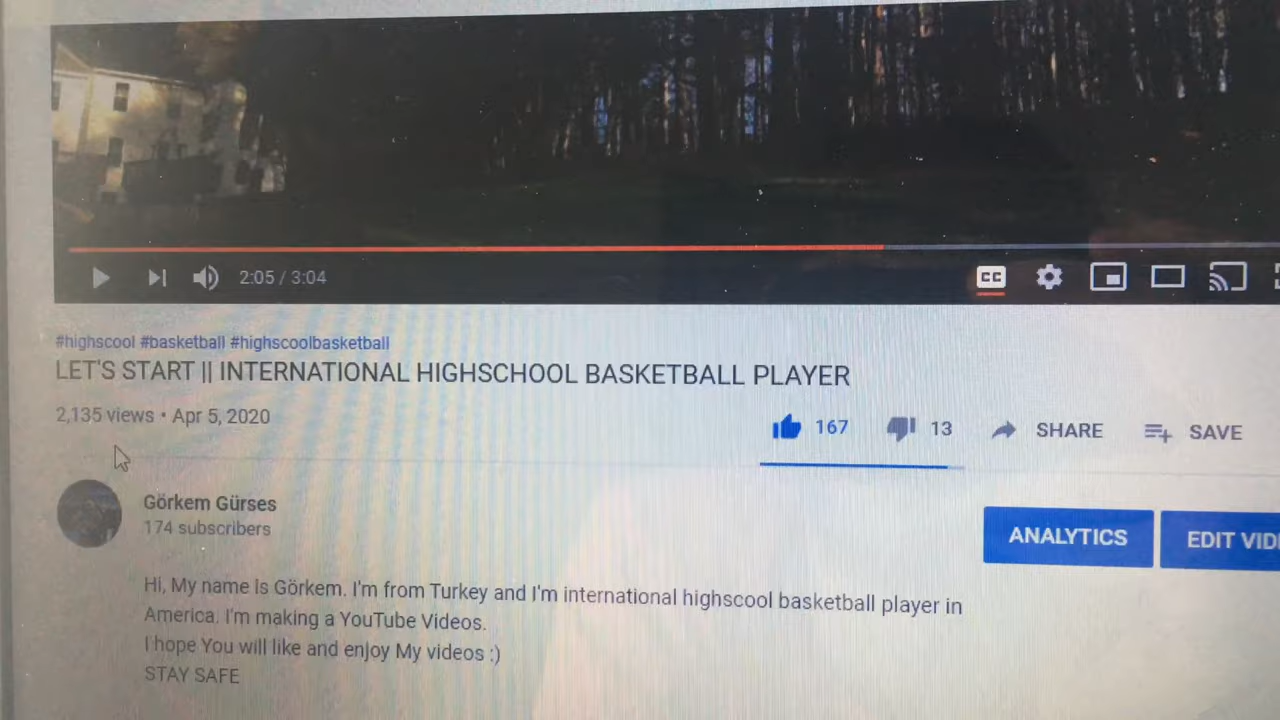 2:05 / 3:04
CC
#highscool #basketball #highscoolbasketball
LET'S START || INTERNATIONAL HIGHSCHOOL BASKETBALL PLAYER
2,135 views • Apr 5, 2020
167 13 SHARE SAVE
Görkem Gürses
174 subscribers
ANALYTICS EDIT VID
Hi, My name is Görkem. I'm from Turkey and I'm international highscool basketball player in
America. I'm making a YouTube Videos.
I hope You will like and enjoy My videos :)
STAY SAFE